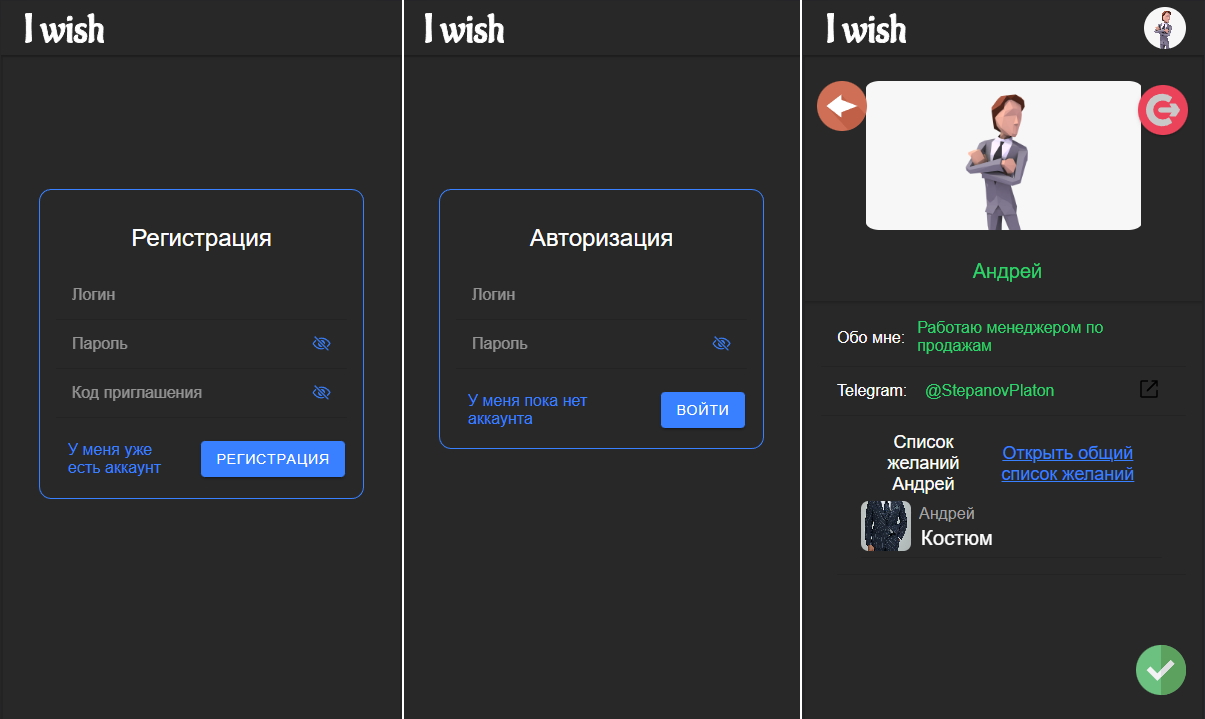 I wish
Регистрация
Логин
Пароль
Код приглашения
У меня уже
есть аккаунт
РЕГИСТРАЦИЯ
I wish
Авторизация
Логин
Пароль
У меня пока нет
аккаунта
ВОЙТИ
I wish
Андрей
Обо мне:
Работаю менеджером по
продажам
Telegram:
@StepanovPlaton
Список
желаний
Андрей
Открыть общий
список желаний
Андрей
Костюм